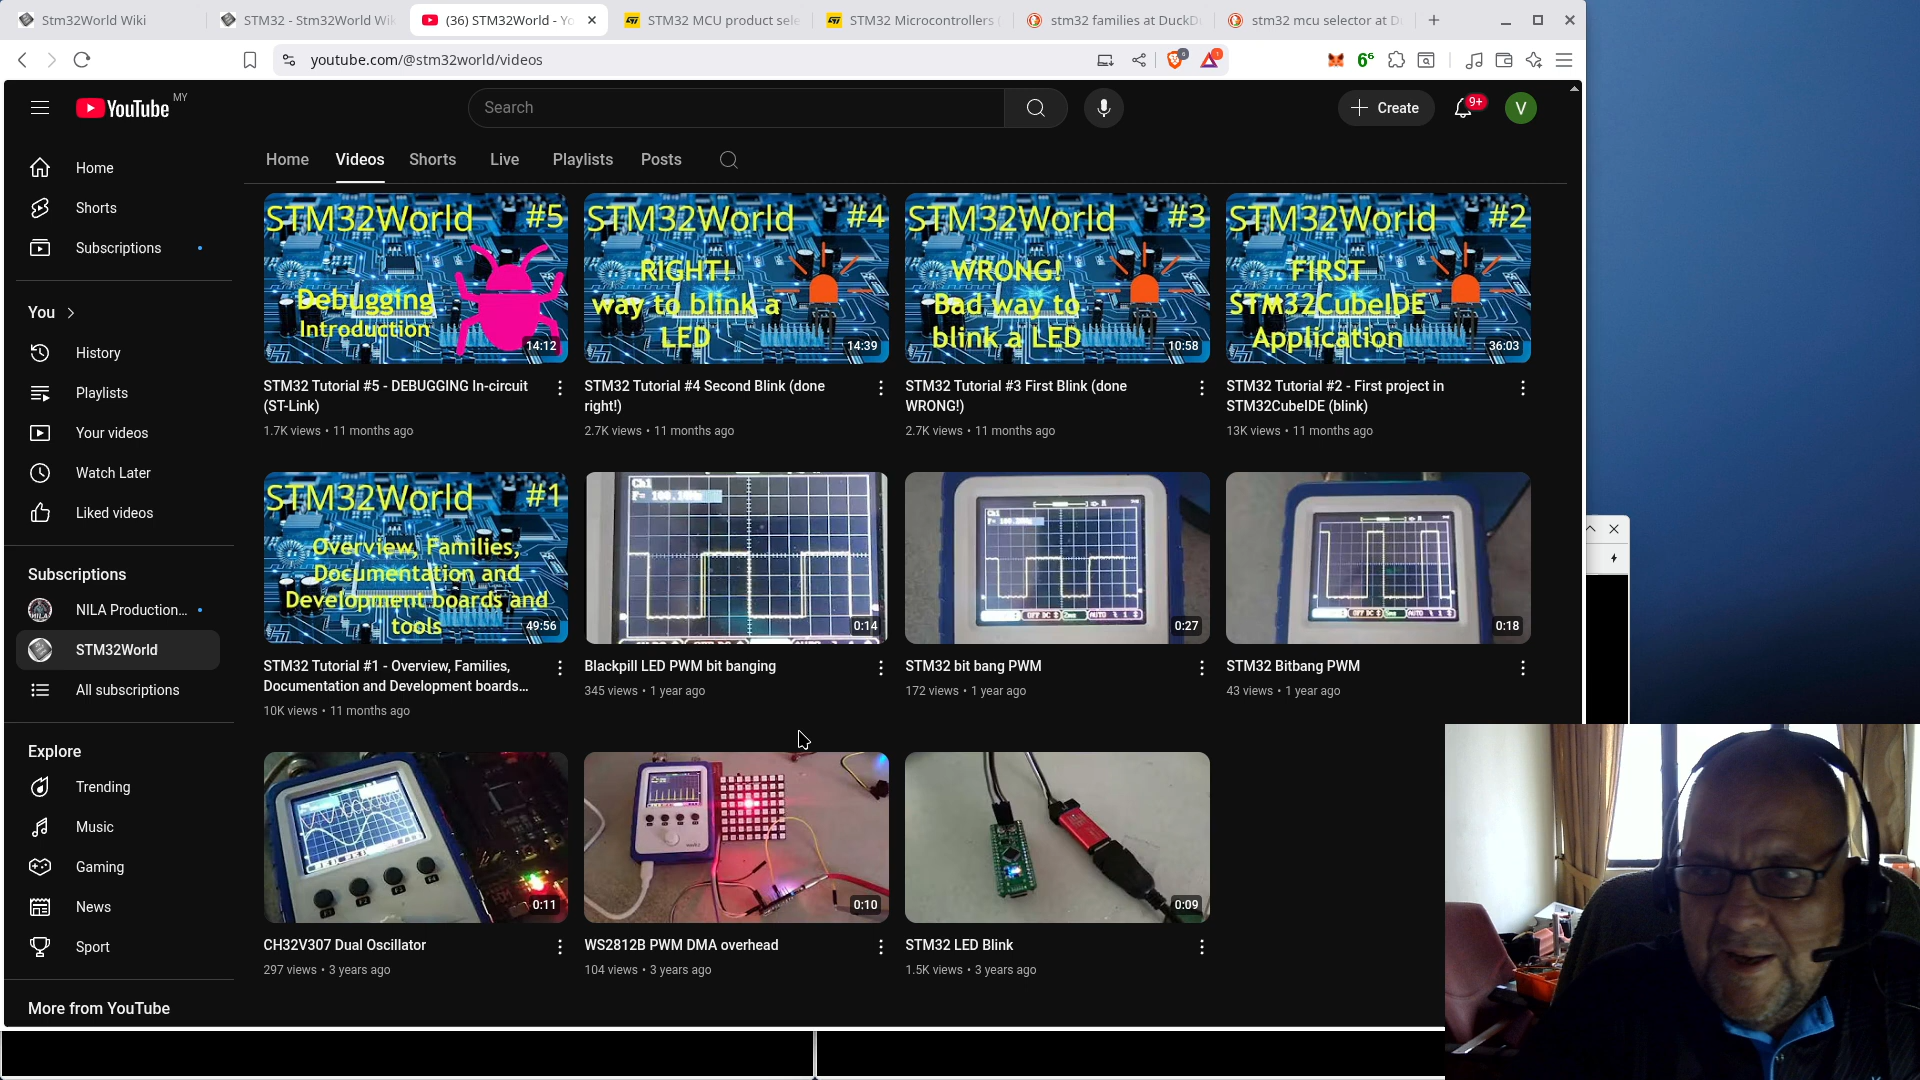 Stm32World Wiki
STM32 - Stm32World Wik
(36) STM32World - Yo
STM32 MCU product sele
STM32 Microcontrollers (
stm32 families at DuckDu
stm32 mcu selector at D
youtube.com/@stm32world/videos
6
1
6⁶
YouTube
MY
Search
Create
9+
V
Home
Videos
Shorts
Live
Playlists
Posts
Home
Shorts
Subscriptions
You
History
Playlists
Your videos
Watch Later
Liked videos
Subscriptions
NILA Production...
STM32World
All subscriptions
Explore
Trending
Music
Gaming
News
Sport
More from YouTube
STM32World #5
Debugging
Introduction
14:12
STM32 Tutorial #5 - DEBUGGING In-circuit
(ST-Link)
1.7K views • 11 months ago
STM32World #4
RIGHT!
way to blink a
LED
14:39
STM32 Tutorial #4 Second Blink (done
right!)
2.7K views • 11 months ago
STM32World #3
WRONG!
Bad way to
blink a LED
10:58
STM32 Tutorial #3 First Blink (done
WRONG!)
2.7K views • 11 months ago
STM32World #2
FIRST
STM32CubeIDE
Application
36:03
STM32 Tutorial #2 - First project in
STM32CubeIDE (blink)
13K views • 11 months ago
STM32World #1
Overview, Families,
Documentation and
Development boards and
tools
49:56
STM32 Tutorial #1 - Overview, Families,
Documentation and Development boards...
10K views • 11 months ago
Ch1
0:14
Blackpill LED PWM bit banging
345 views • 1 year ago
Ch1
0:27
STM32 bit bang PWM
172 views • 1 year ago
0:18
STM32 Bitbang PWM
43 views • 1 year ago
0:11
CH32V307 Dual Oscillator
297 views • 3 years ago
0:10
WS2812B PWM DMA overhead
104 views • 3 years ago
0:09
STM32 LED Blink
1.5K views • 3 years ago